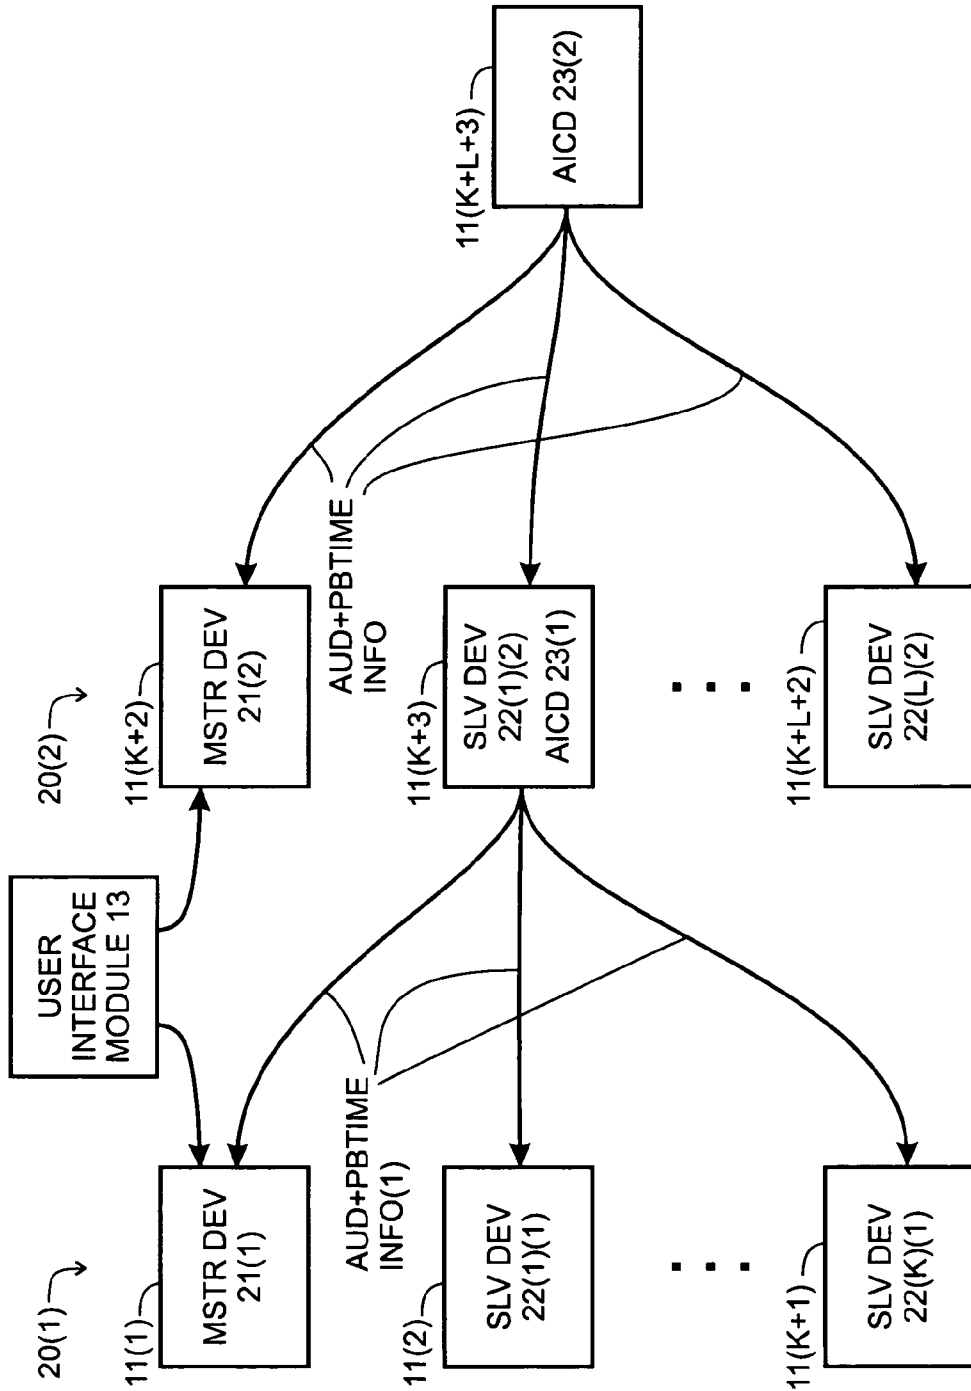 USER
INTERFACE
MODULE 13
20(1)
11(1)
MSTR DEV
21(1)
AUD+PBTIME
INFO(1)
11(2)
SLV DEV
22(1)(1)
11(K+1)
SLV DEV
22(K)(1)
20(2)
11(K+2)
MSTR DEV
21(2)
AUD+PBTIME
INFO
11(K+3)
SLV DEV
22(1)(2)
AICD 23(1)
11(K+L+2)
SLV DEV
22(L)(2)
11(K+L+3)
AICD 23(2)